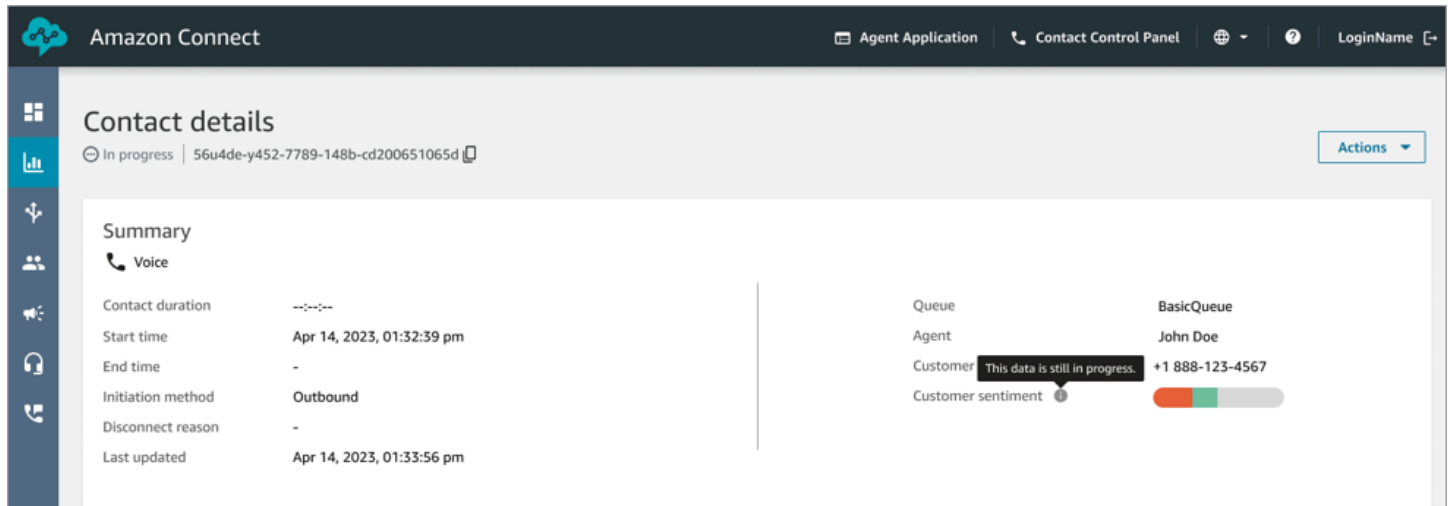 Amazon Connect
Agent Application
Contact Control Panel
LoginName
Contact details
In progress
56u4de-y452-7789-148b-cd200651065d
Actions
Summary
Voice
Contact duration --:--:--
Start time Apr 14, 2023, 01:32:39 pm
End time -
Initiation method Outbound
Disconnect reason -
Last updated Apr 14, 2023, 01:33:56 pm
Queue BasicQueue
Agent John Doe
Customer +1 888-123-4567
This data is still in progress.
Customer sentiment